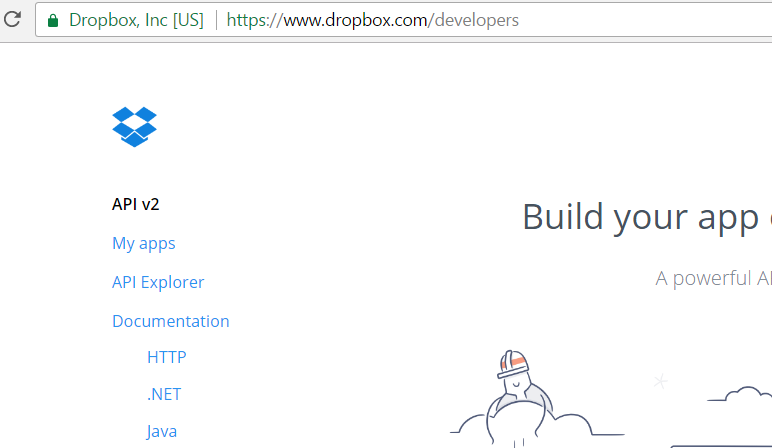 Dropbox, Inc [US] https://www.dropbox.com/developers
API v2
My apps
API Explorer
Documentation
HTTP
.NET
Java
Build your app
A powerful